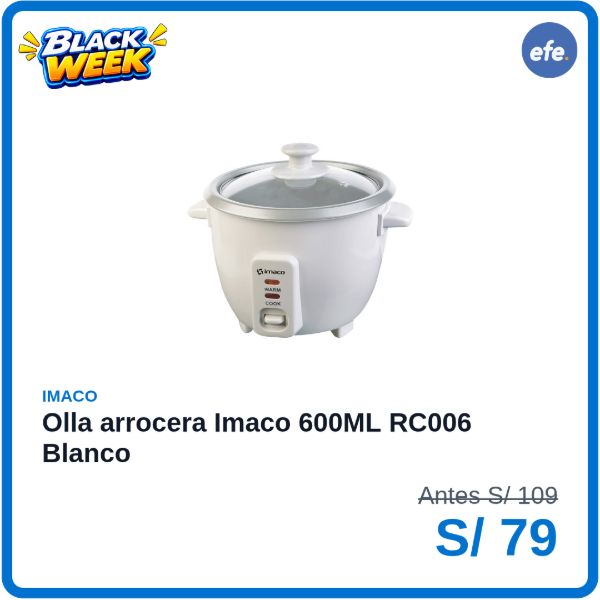 BLACK
WEEK
efe.
imaco
WARM
COOK
IMACO
Olla arrocera Imaco 600ML RC006
Blanco
Antes S/ 109
S/ 79